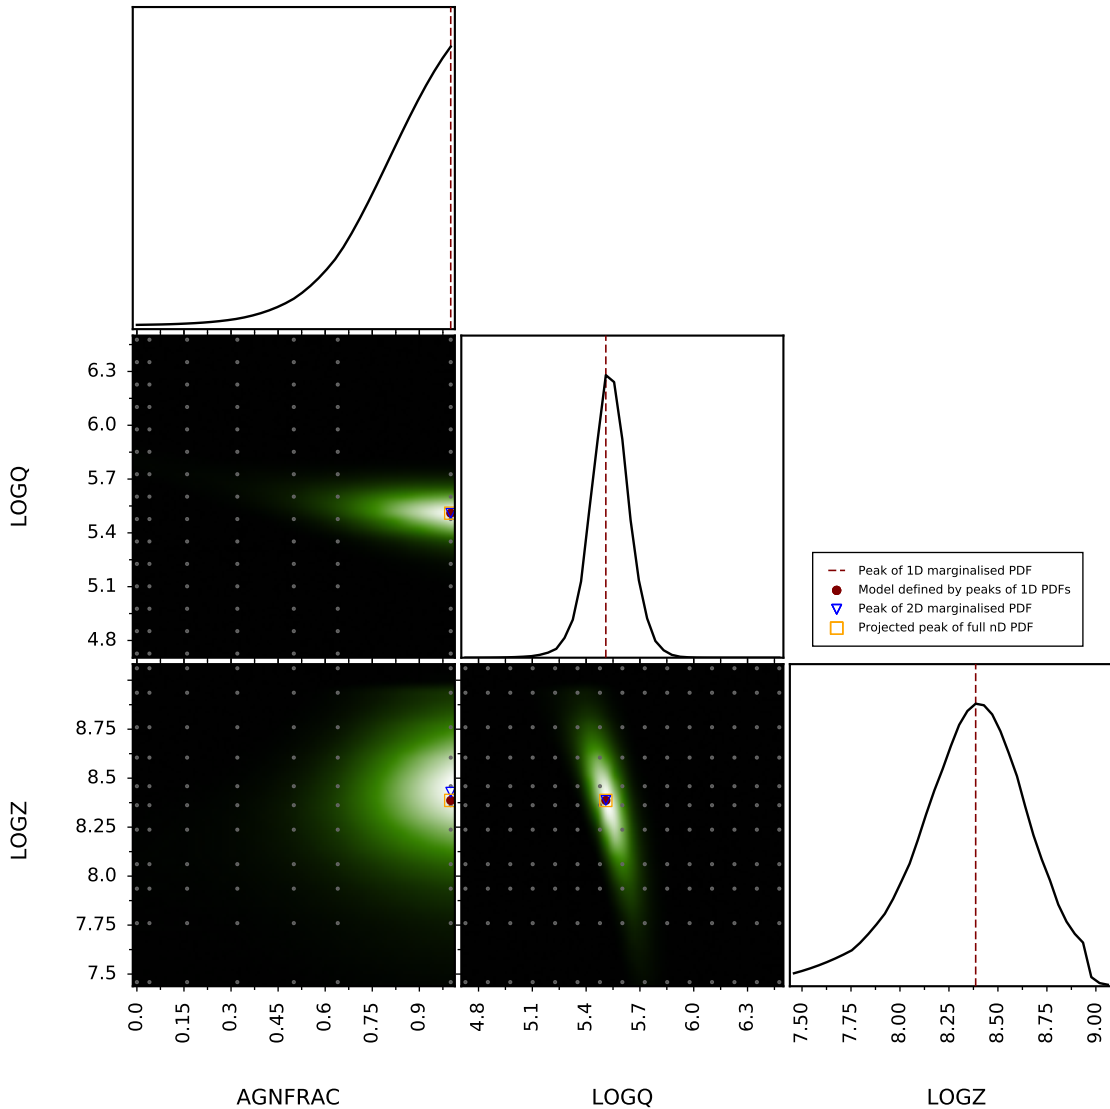 LOGQ
6.3
6.0
5.7
5.4
5.1
4.8
Peak of 1D marginalised PDF
Model defined by peaks of 1D PDFs
Peak of 2D marginalised PDF
Projected peak of full nD PDF
LOGZ
8.75
8.5
8.25
8.0
7.75
7.5
0.0 0.15 0.3 0.45 0.6 0.75 0.9 4.8 5.1 5.4 5.7 6.0 6.3 7.50 7.75 8.00 8.25 8.50 8.75 9.00
AGNFRAC LOGQ LOGZ